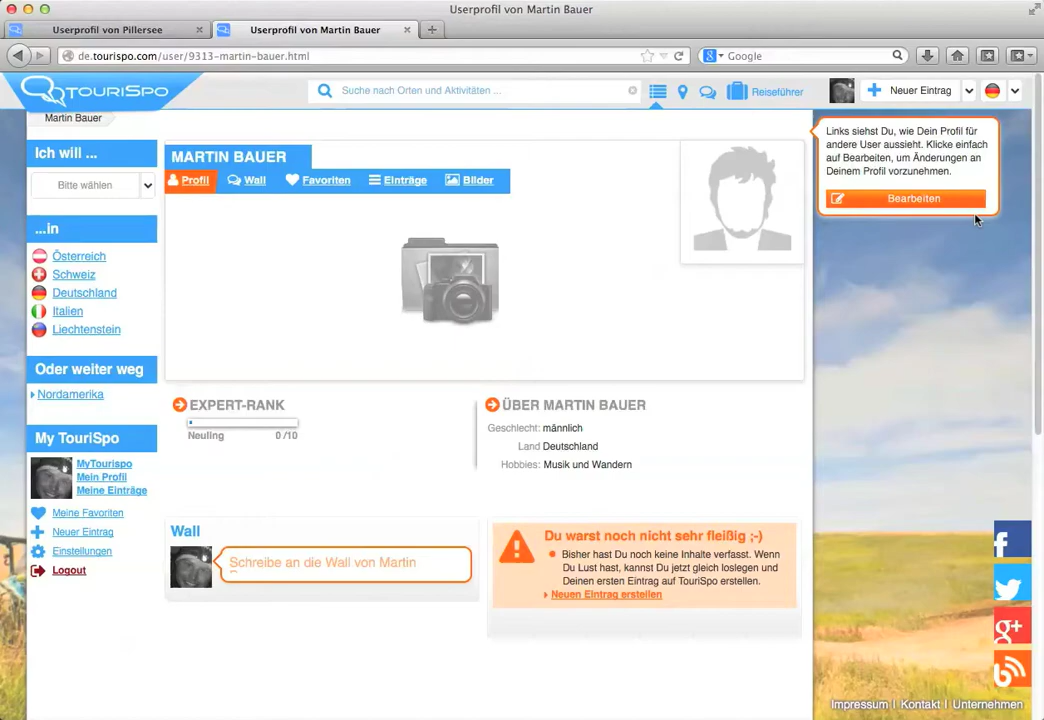 Userprofil von Martin Bauer
Userprofil von Pillersee
Userprofil von Martin Bauer
de.tourispo.com/user/9313-martin-bauer.html
Google
TOURISPO
Suche nach Orten und Aktivitäten ...
Reiseführer
Neuer Eintrag
Martin Bauer
Ich will ...
Bitte wählen
...in
Österreich
Schweiz
Deutschland
Italien
Liechtenstein
Oder weiter weg
Nordamerika
My TouriSpo
MyTourispo
Mein Profil
Meine Einträge
Meine Favoriten
Neuer Eintrag
Einstellungen
Logout
MARTIN BAUER
Profil
Wall
Favoriten
Einträge
Bilder
EXPERT-RANK
Neuling 0 /10
ÜBER MARTIN BAUER
Geschlecht: männlich
Land Deutschland
Hobbies: Musik und Wandern
Wall
Schreibe an die Wall von Martin
Du warst noch nicht sehr fleißig ;-)
Bisher hast Du noch keine Inhalte verfasst. Wenn
Du Lust hast, kannst Du jetzt gleich loslegen und
Deinen ersten Eintrag auf TouriSpo erstellen.
Neuen Eintrag erstellen
Links siehst Du, wie Dein Profil für
andere User aussieht. Klicke einfach
auf Bearbeiten, um Änderungen an
Deinem Profil vorzunehmen.
Bearbeiten
Impressum | Kontakt | Unternehmen